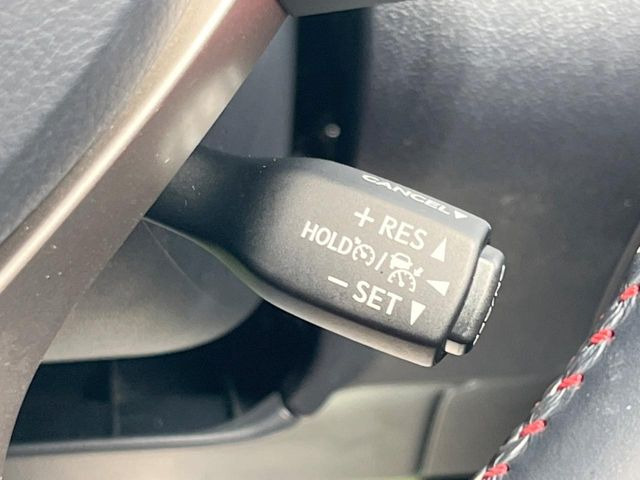 CANCEL
+ RES
HOLD /
– SET